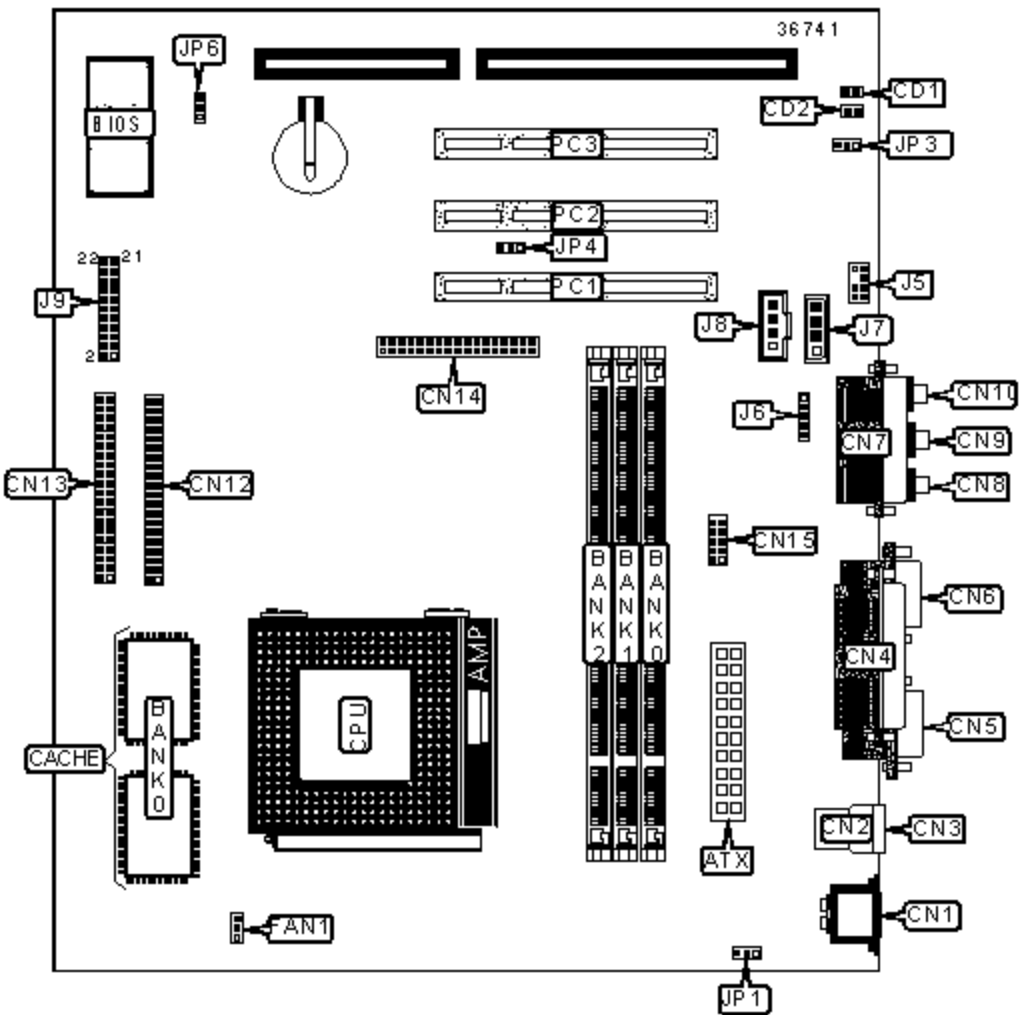 36741
JP6
CD1
CD2
BIOS
JP3
PC3
PC2
JP4
22
21
J5
PC1
J9
J8
J7
2
CN14
CN10
J6
CN7
CN9
CN13
CN12
CN8
CN15
BANK2
BANK1
BANK0
CN6
AMP
CN4
CPU
BANK0
CN5
CACHE
CN2
CN3
ATX
CN1
FAN1
JP1